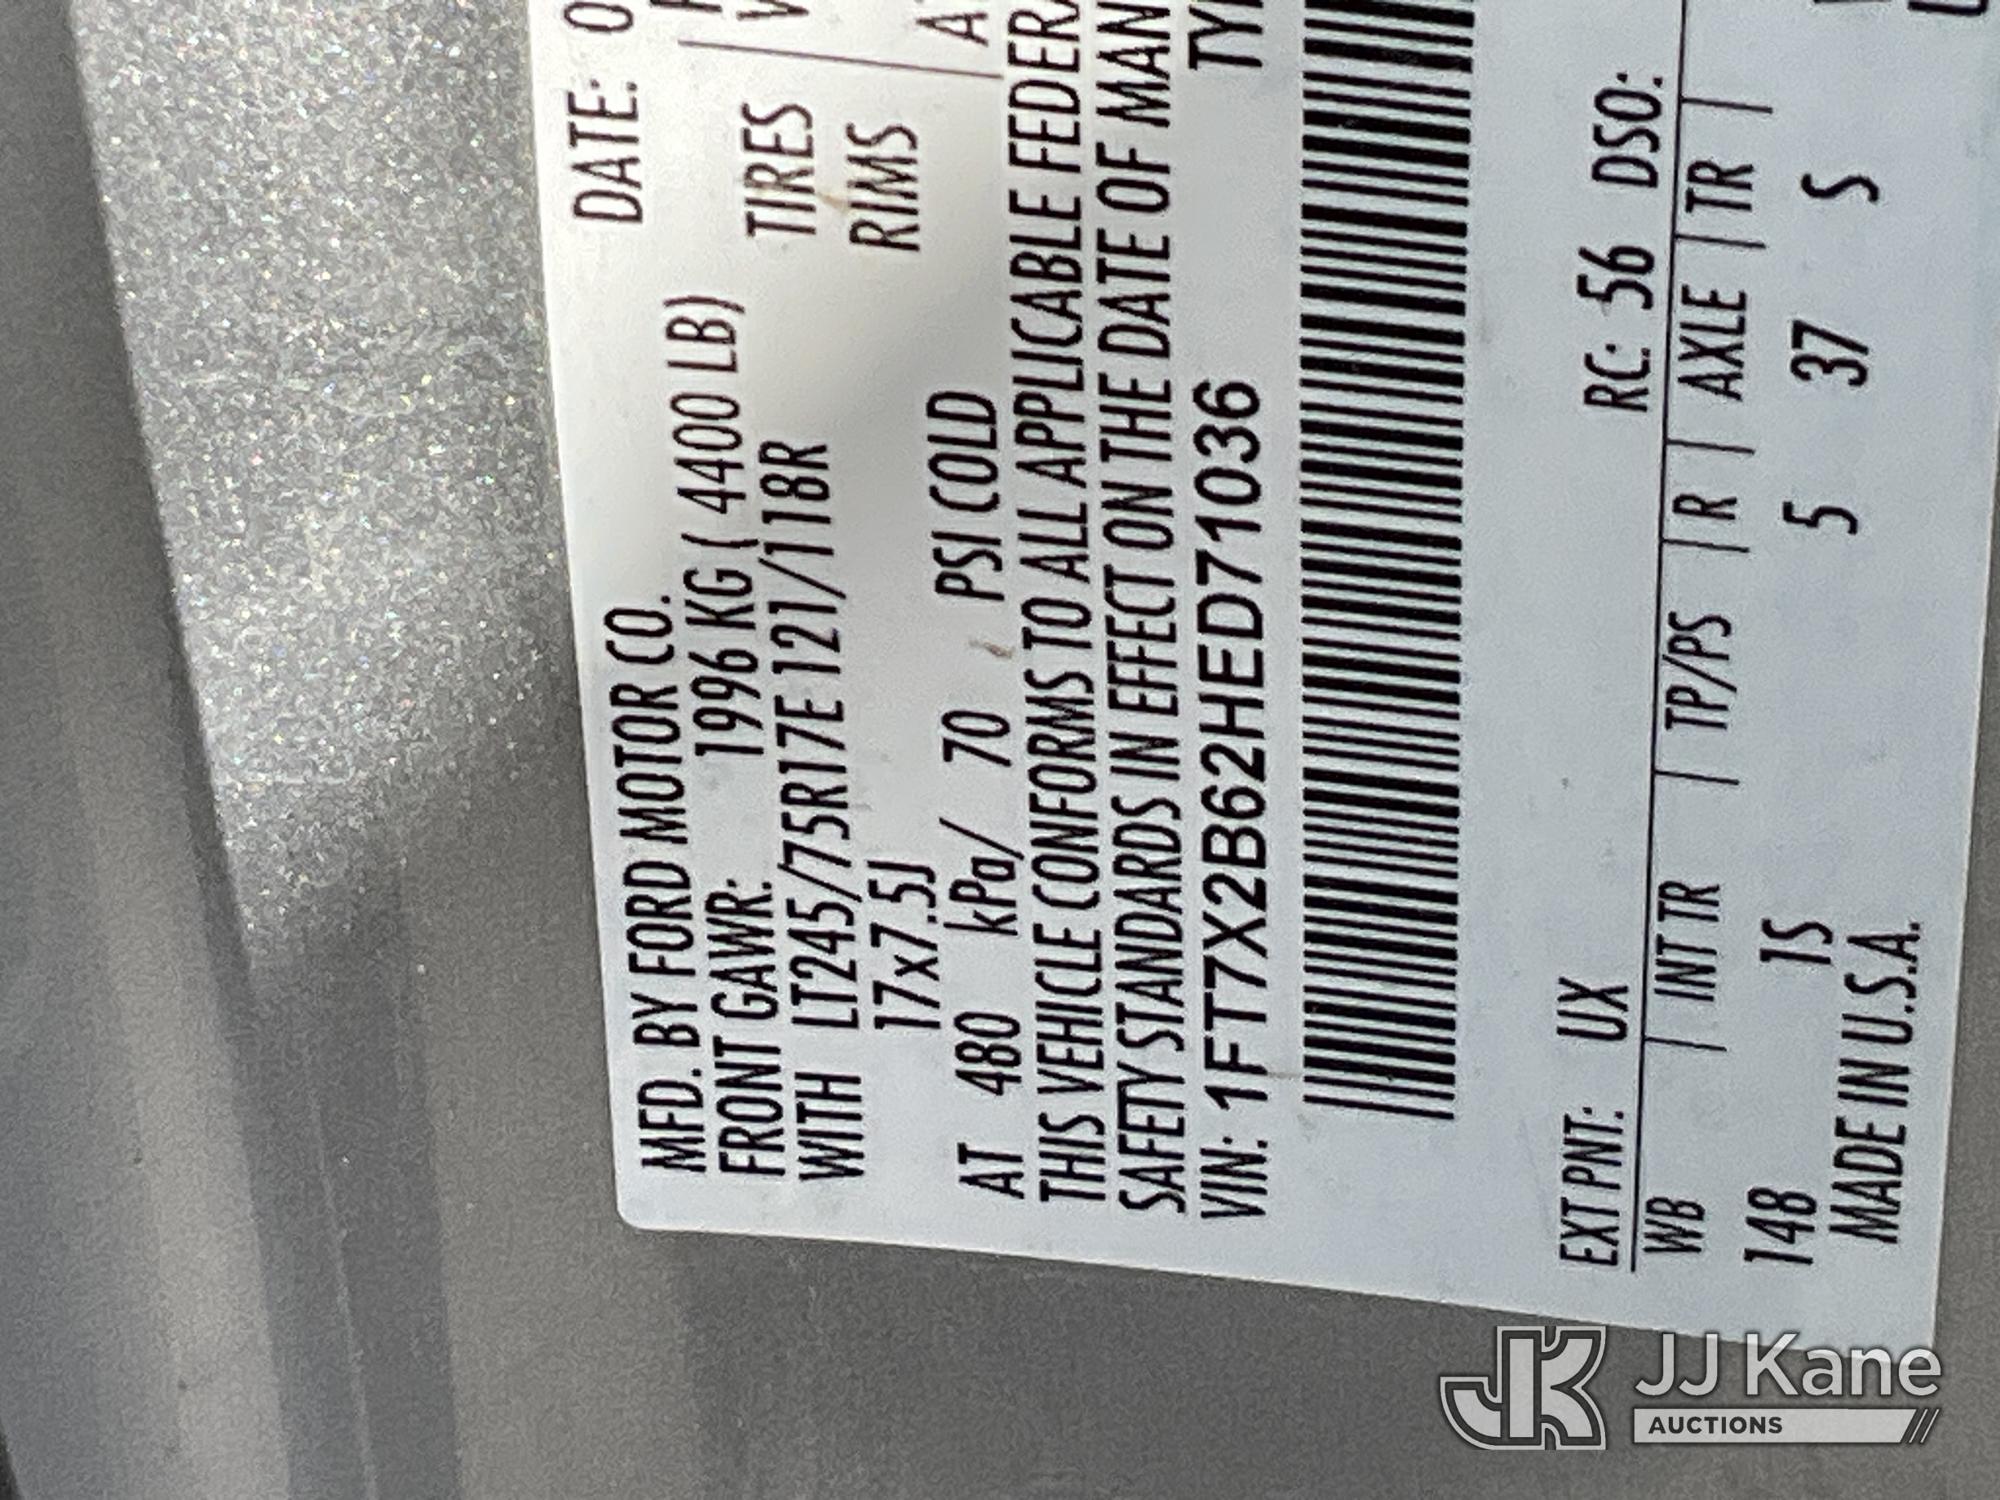 MFD. BY FORD MOTOR CO. DATE: 0
FRONT GAWR: 1996 KG ( 4400 LB)
WITH LT245/75R17E 121/118R TIRES
17x7.5J RIMS
AT 480 kPa/ 70 PSI COLD A
THIS VEHICLE CONFORMS TO ALL APPLICABLE FEDER
SAFETY STANDARDS IN EFFECT ON THE DATE OF MAN
VIN: 1FT7X2B62HED71036 TY
EXT PNT: UX RC: 56 DSO:
WB | INT TR | TP/PS | R | AXLE | TR |
148 1S 5 37 S
MADE IN U.S.A.
JK JJ Kane
AUCTIONS